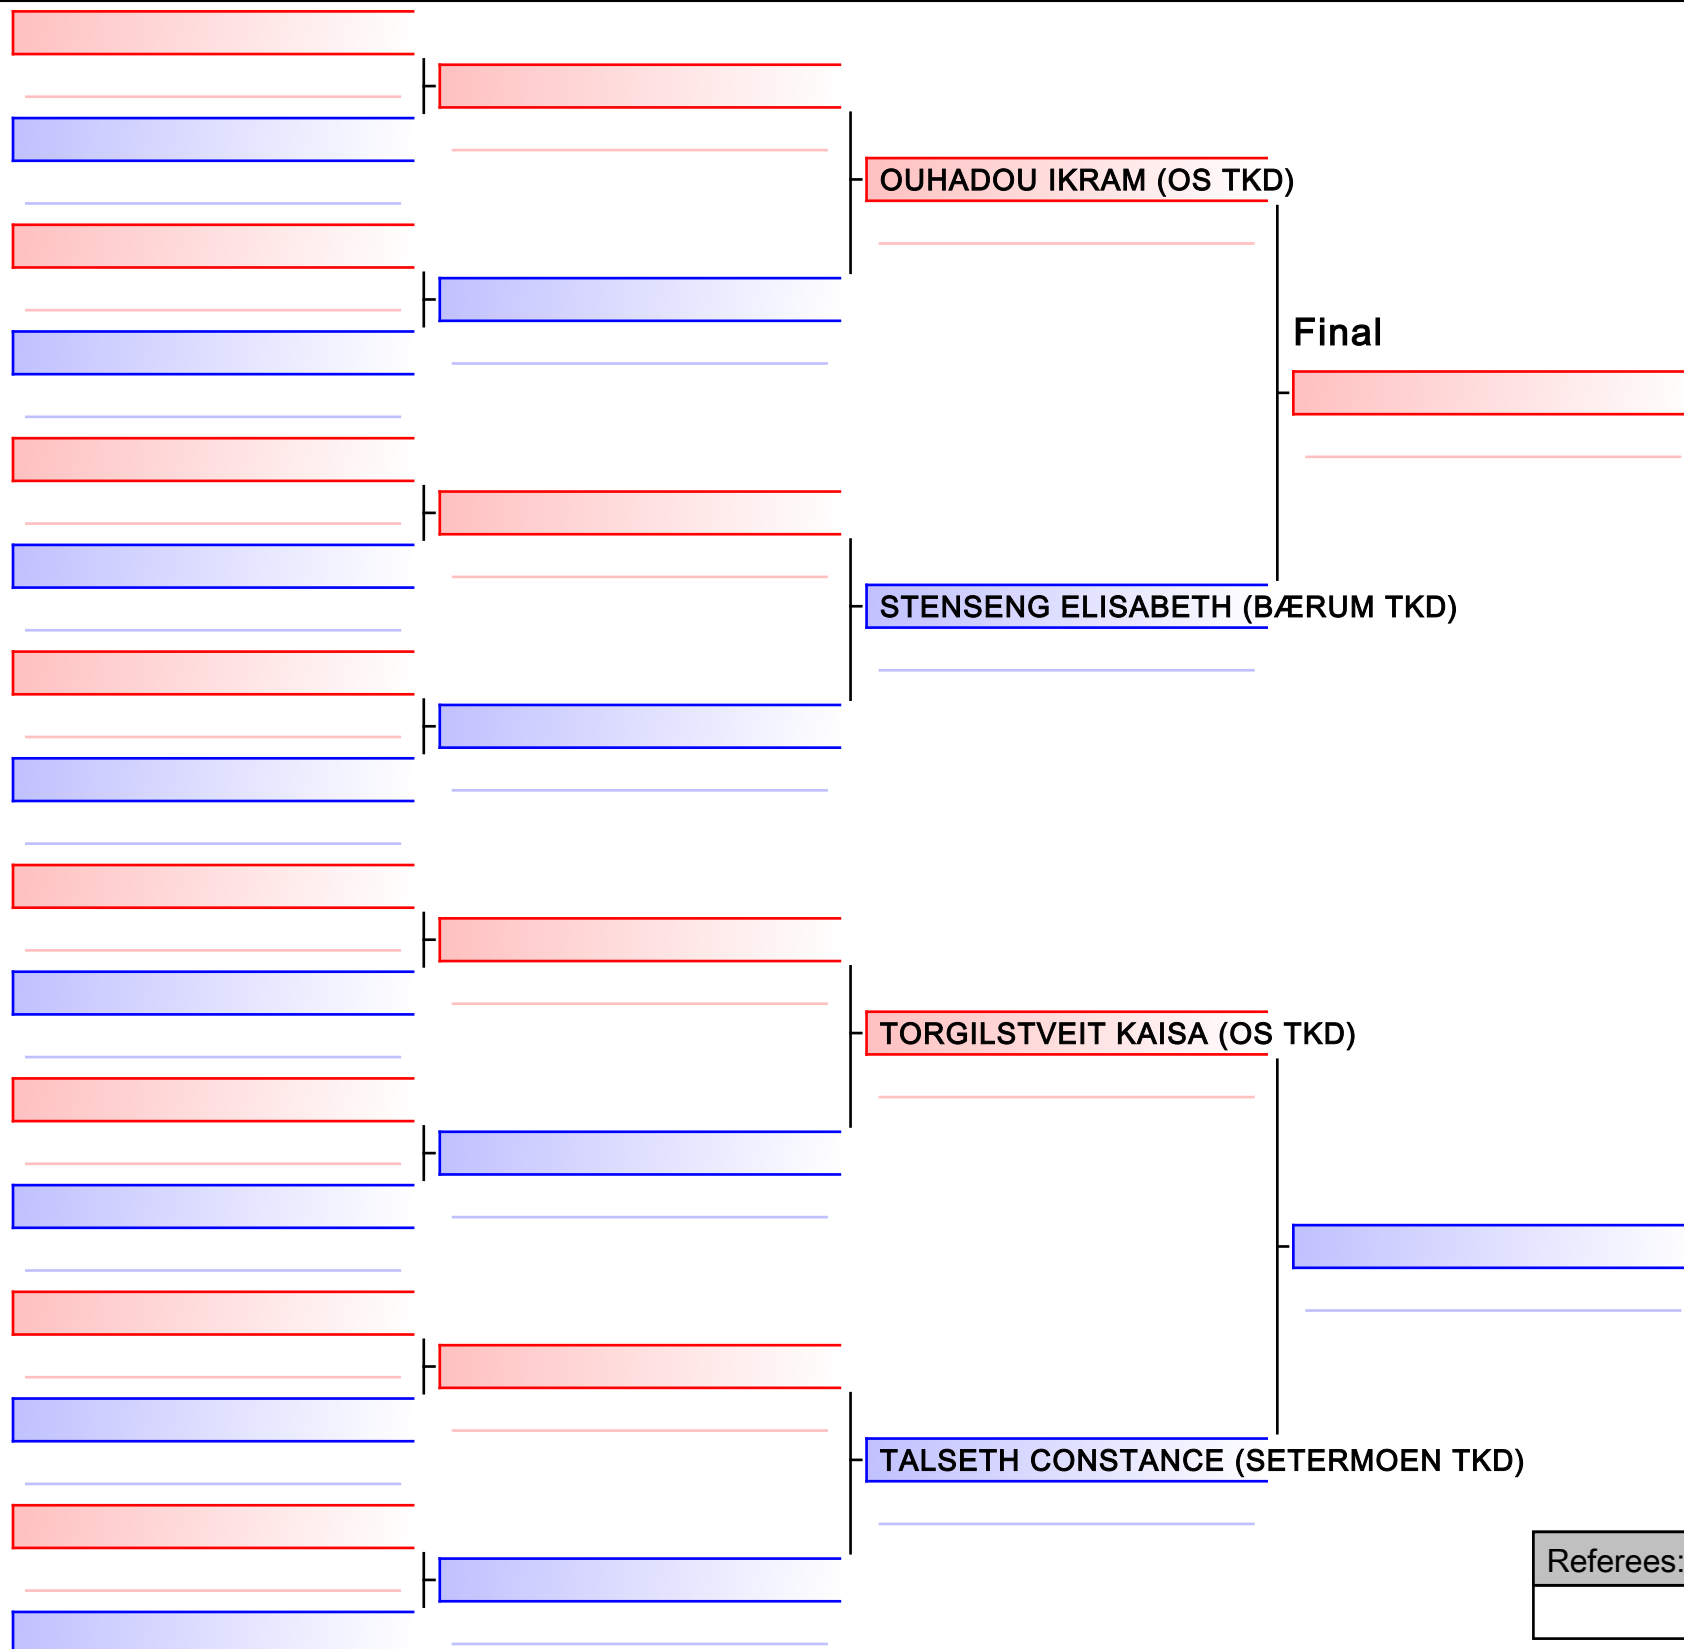 OUHADOU IKRAM (OS TKD)
Final
STENSENG ELISABETH (BÆRUM TKD)
TORGILSTVEIT KAISA (OS TKD)
TALSETH CONSTANCE (SETERMOEN TKD)
Referees: